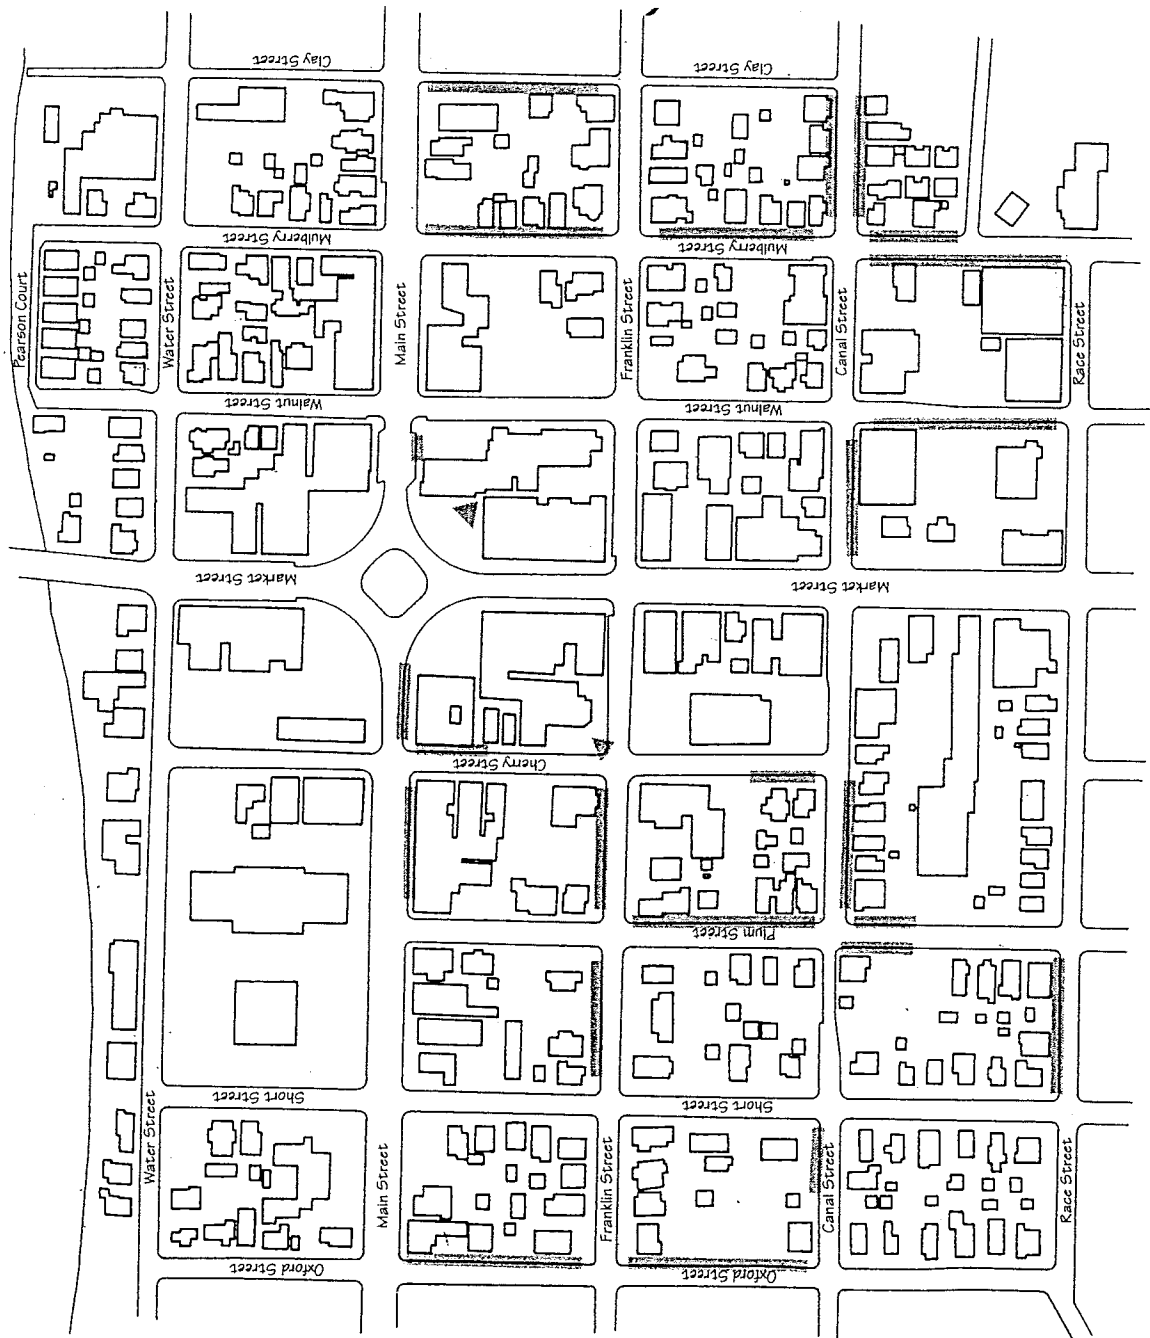 Clay Street
Clay Street
Mulberry Street
Mulberry Street
Pearson Court
Water Street
Main Street
Franklin Street
Canal Street
Race Street
Walnut Street
Walnut Street
Market Street
Market Street
Cherry Street
Plum Street
Short Street
Short Street
Water Street
Main Street
Franklin Street
Canal Street
Race Street
Oxford Street
Oxford Street